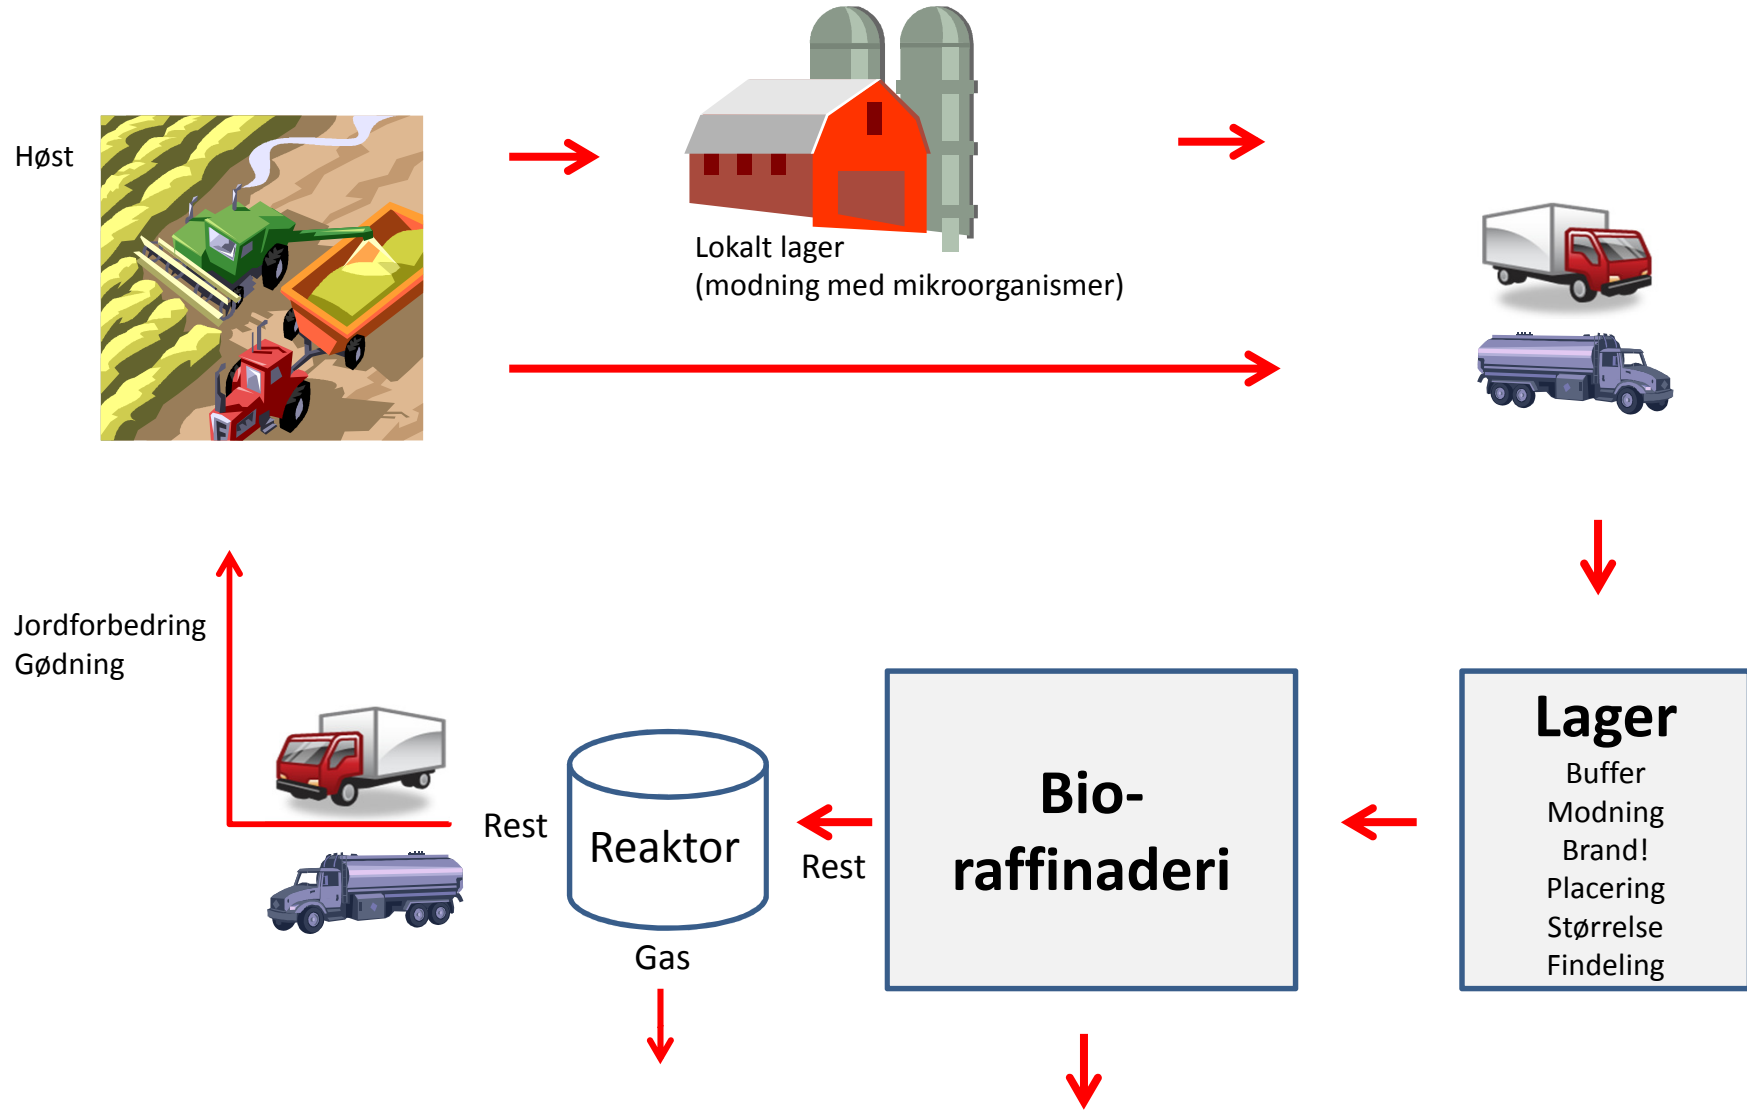 Høst
Lokalt lager
(modning med mikroorganismer)
Jordforbedring
Gødning
Rest
Reaktor
Gas
Rest
Bio-
raffinaderi
Lager
Buffer
Modning
Brand!
Placering
Størrelse
Findeling